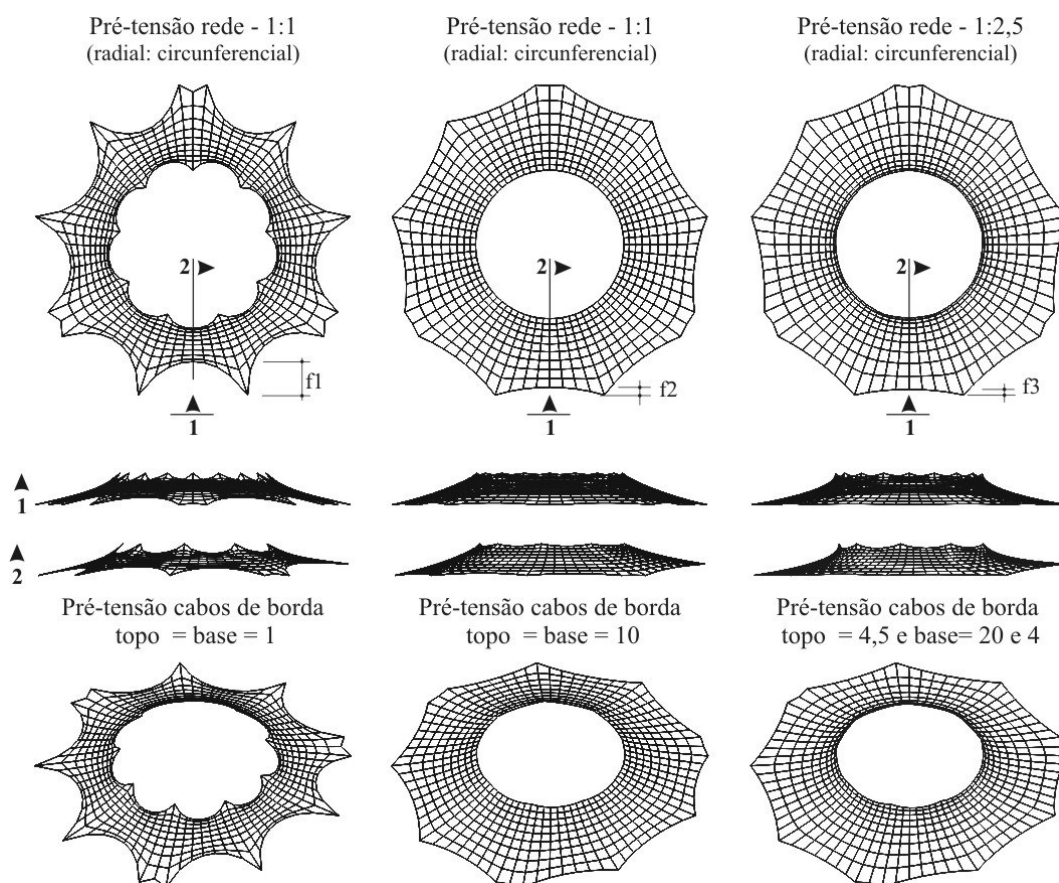 Pré-tensão rede - 1:1
(radial: circunferencial)
Pré-tensão rede - 1:1
(radial: circunferencial)
Pré-tensão rede - 1:2,5
(radial: circunferencial)
2
f1
1
2
f2
1
2
f3
1
1
2
Pré-tensão cabos de borda
topo = base = 1
Pré-tensão cabos de borda
topo = base = 10
Pré-tensão cabos de borda
topo = 4,5 e base= 20 e 4